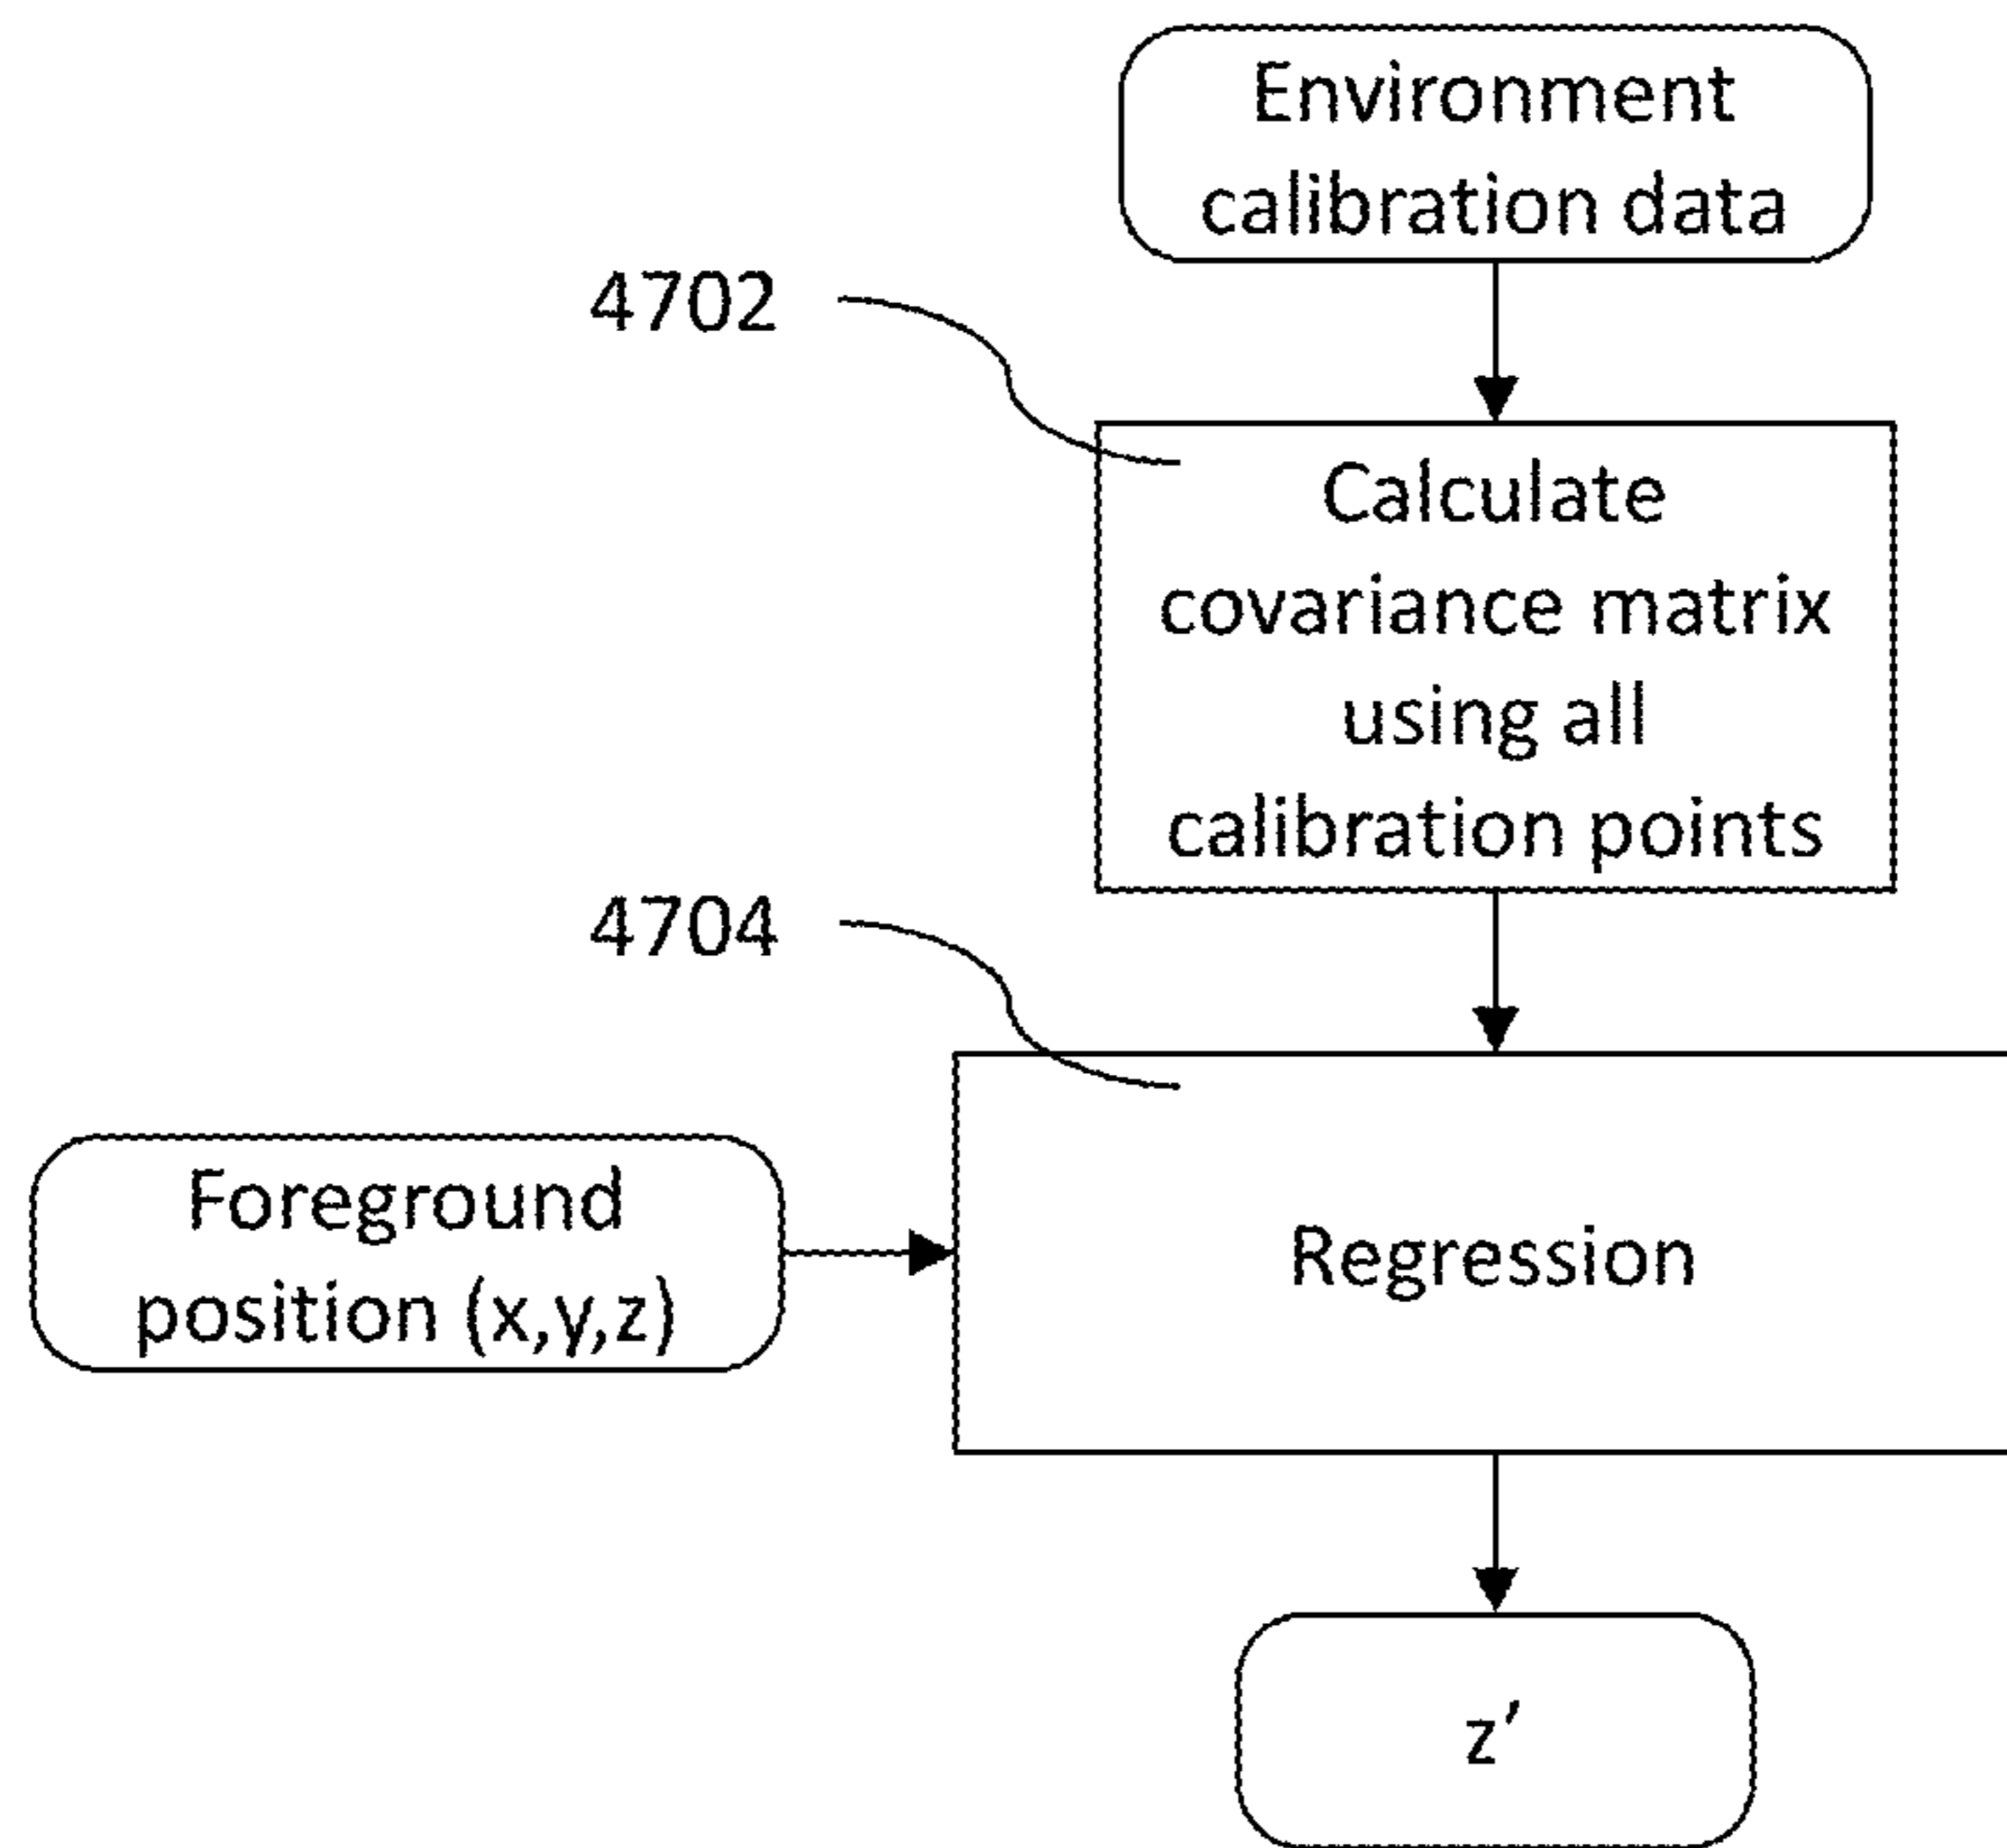 Environment
calibration data
4702
Calculate
covariance matrix
using all
calibration points
4704
Foreground
position (x,y,z)
Regression
z′